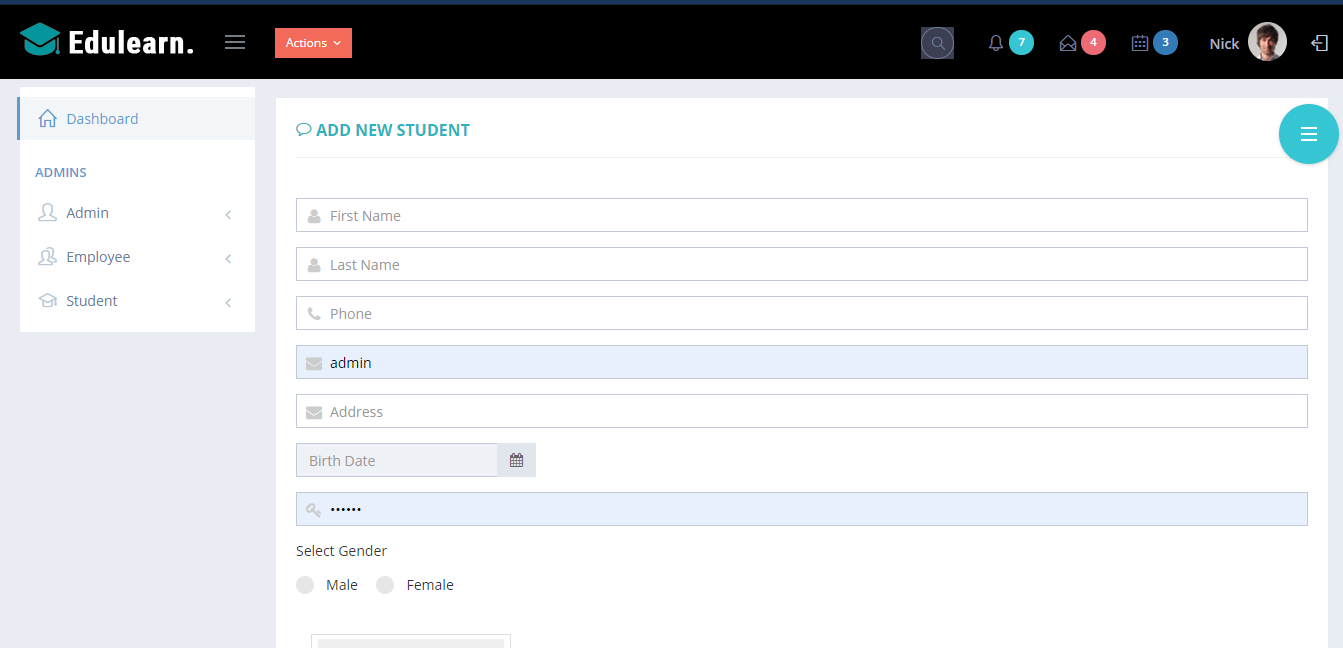 Edulearn.
Actions
7
4
3
Nick
Dashboard
ADMINS
Admin
Employee
Student
ADD NEW STUDENT
First Name
Last Name
Phone
admin
Address
Birth Date
••••••
Select Gender
Male Female